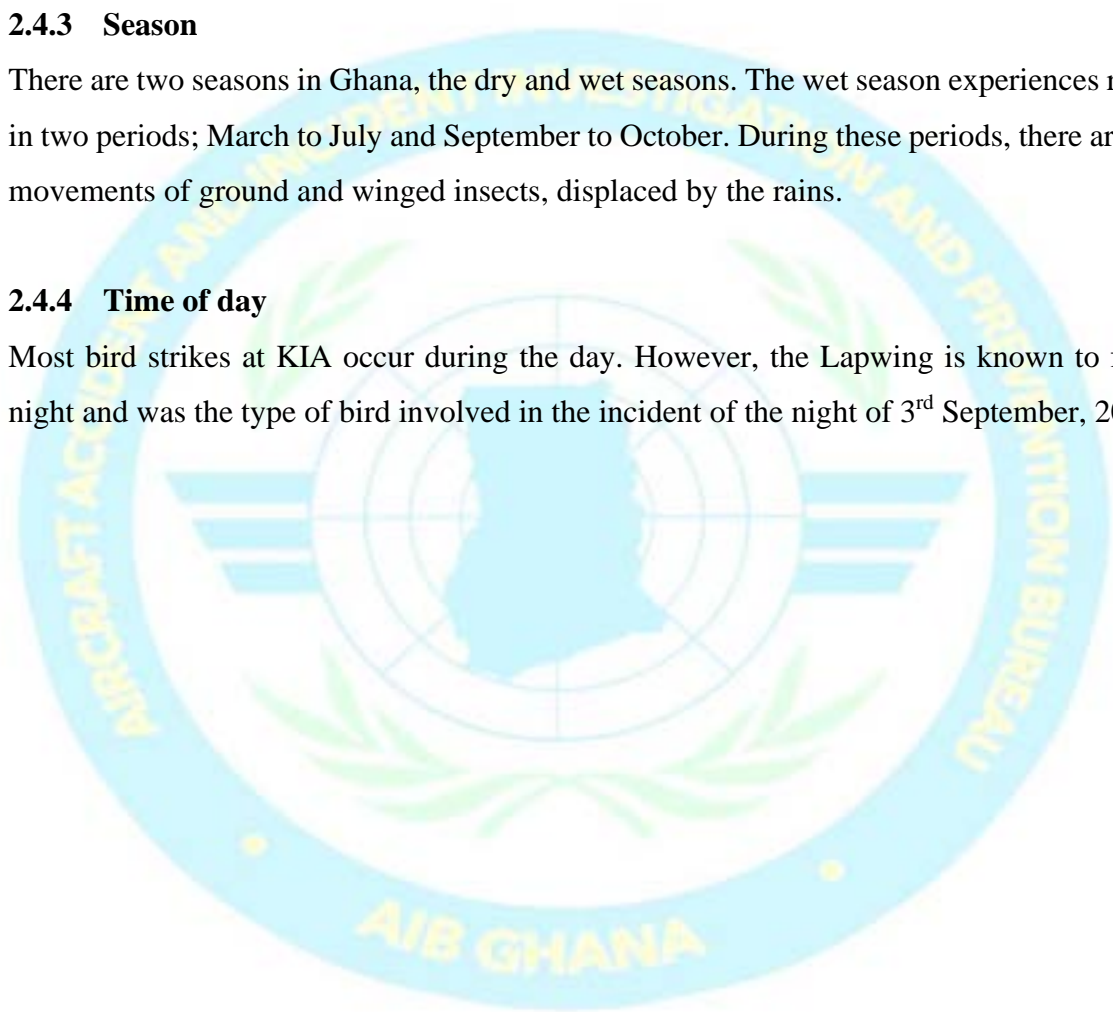 2.4.3 Season
There are two seasons in Ghana, the dry and wet seasons. The wet season experiences
in two periods; March to July and September to October. During these periods, there
movements of ground and winged insects, displaced by the rains.
2.4.4 Time of day
Most bird strikes at KIA occur during the day. However, the Lapwing is known to
night and was the type of bird involved in the incident of the night of 3rd September,
AIRCRAFT ACCIDENT AND INCIDENT INVESTIGATION AND PREVENTION BUREAU
AIB GHANA